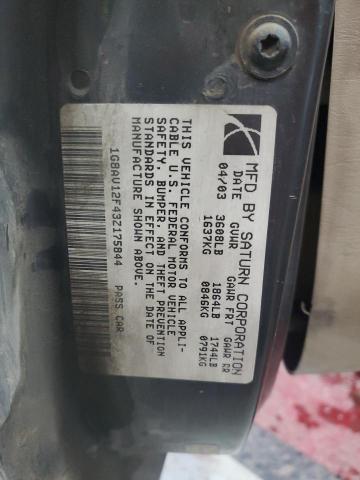 MFD BY SATURN CORPORATION
DATE GVWR GAWR FRT GAWR RR
04/03 3608LB 1864LB 1744LB
1637KG 0846KG 0791KG
THIS VEHICLE CONFORMS TO ALL APPLI-
CABLE U.S. FEDERAL MOTOR VEHICLE
SAFETY, BUMPER, AND THEFT PREVENTION
STANDARDS IN EFFECT ON THE DATE OF
MANUFACTURE SHOWN ABOVE.
1G8AV12F43Z175844 PASS CAR